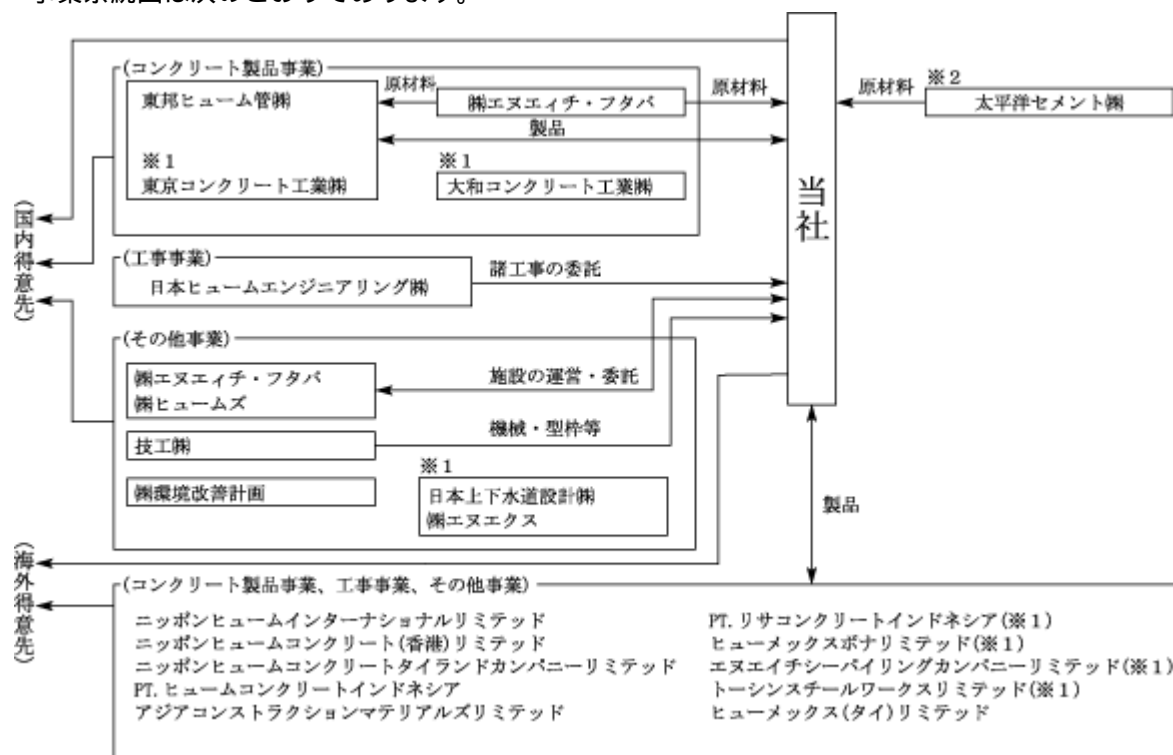 (コンクリート製品事業)
東邦ヒューム管㈱
原材料
㈱エヌエィチ・フタバ
原材料
原材料
※2
太平洋セメント㈱
製品
※1
東京コンクリート工業㈱
※1
大和コンクリート工業㈱
当社
(国内得意先)
(工事事業)
日本ヒュームエンジニアリング㈱
諸工事の委託
(その他事業)
㈱エヌエィチ・フタバ
㈱ヒュームズ
施設の運営・委託
技工㈱
機械・型枠等
㈱環境改善計画
※1
日本上下水道設計㈱
㈱エヌエクス
製品
(海外得意先)
(コンクリート製品事業、工事事業、その他事業)
ニッポンヒュームインターナショナルリミテッド
ニッポンヒュームコンクリート(香港)リミテッド
ニッポンヒュームコンクリートタイランドカンパニーリミテッド
PT.ヒュームコンクリートインドネシア
アジアコンストラクションマテリアルズリミテッド
PT.リサコンクリートインドネシア(※1)
ヒューメックスボナリミテッド(※1)
エヌエイチシーパイリングカンパニーリミテッド(※1)
トーシンスチールワークスリミテッド(※1)
ヒューメックス(タイ)リミテッド